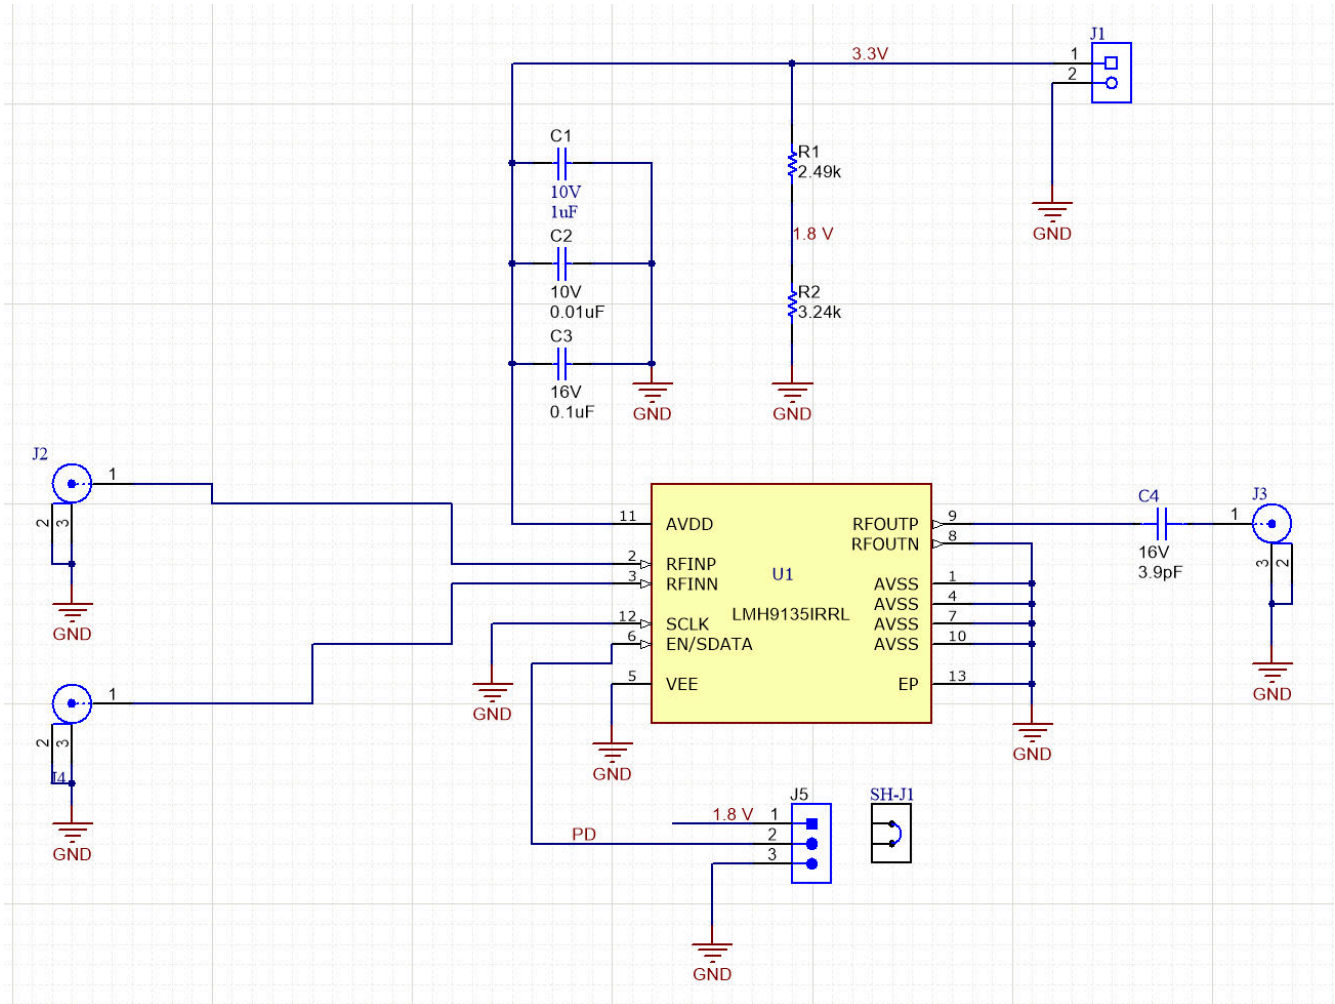 J1
3.3V
1
2
C1
10V
1uF
R1
2.49k
GND
C2
10V
0.01uF
1.8 V
R2
3.24k
C3
16V
0.1uF
GND
GND
J2
1
2
3
GND
11
AVDD
2
RFINP
3
RFINN
12
SCLK
6
EN/SDATA
5
VEE
U1
LMH9135IRRL
RFOUTP
9
RFOUTN
8
AVSS
1
AVSS
4
AVSS
7
AVSS
10
EP
13
C4
16V
3.9pF
J3
1
3
2
GND
GND
GND
GND
1
2
3
J4
GND
J5
1.8 V
1
PD
2
3
GND
SH-J1